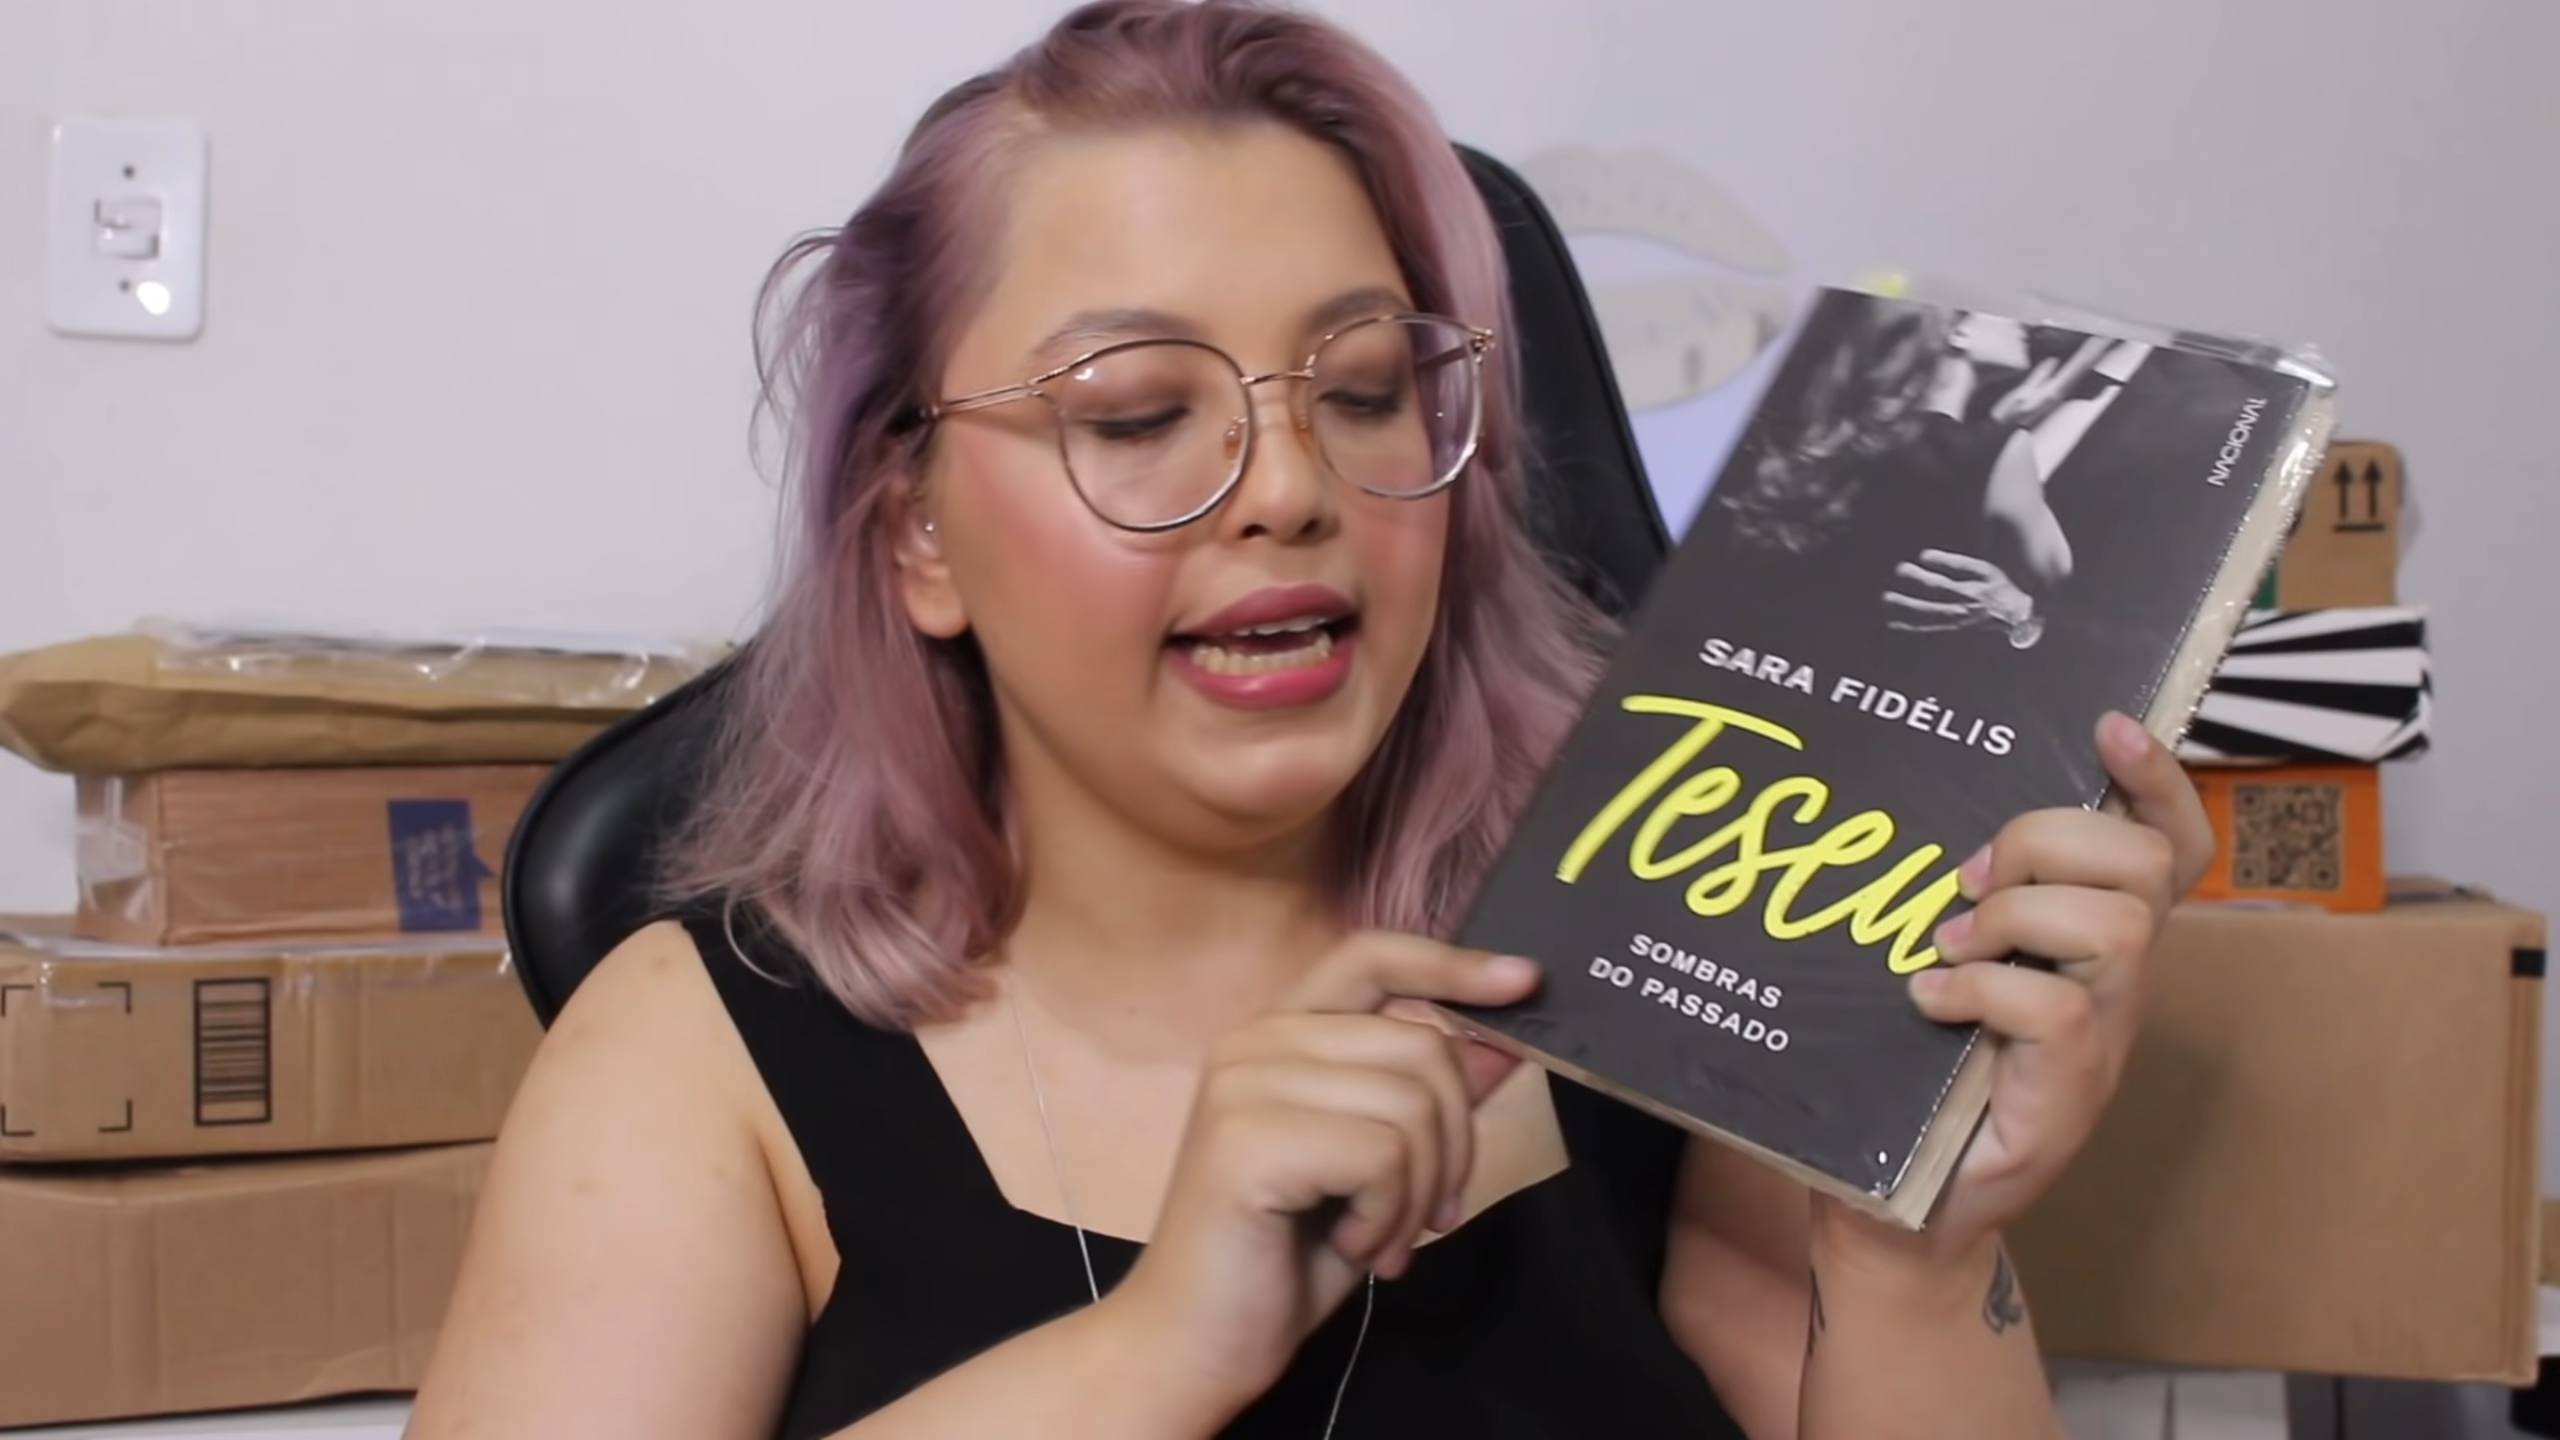 NACIONAL
SARA FIDÉLIS
Teseu
SOMBRAS
DO PASSADO